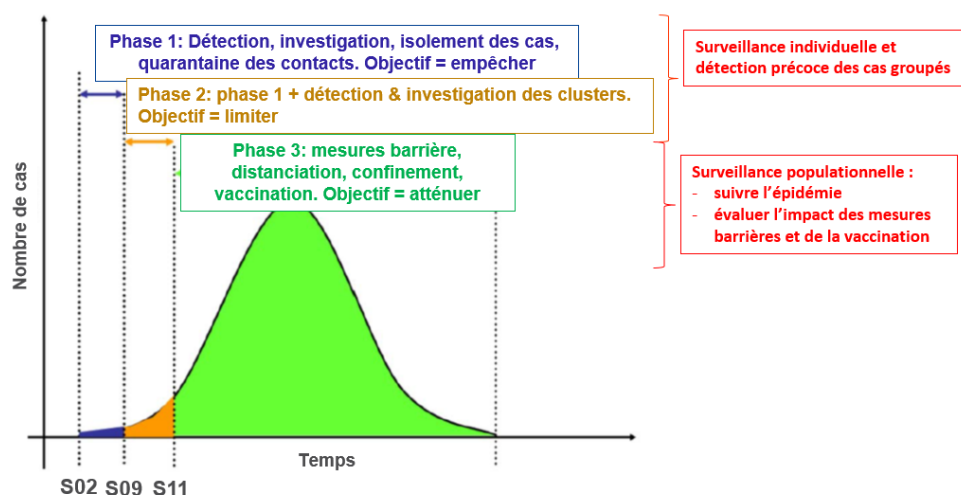 Phase 1: Détection, investigation, isolement des cas,
quarantaine des contacts. Objectif = empêcher
Phase 2: phase 1 + détection & investigation des clusters.
Objectif = limiter
Phase 3: mesures barrière,
distanciation, confinement,
vaccination. Objectif = atténuer
Surveillance individuelle et
détection précoce des cas groupés
Surveillance populationnelle :
- suivre l'épidémie
- évaluer l'impact des mesures
barrières et de la vaccination
Nombre de cas
Temps
S02 S09 S11